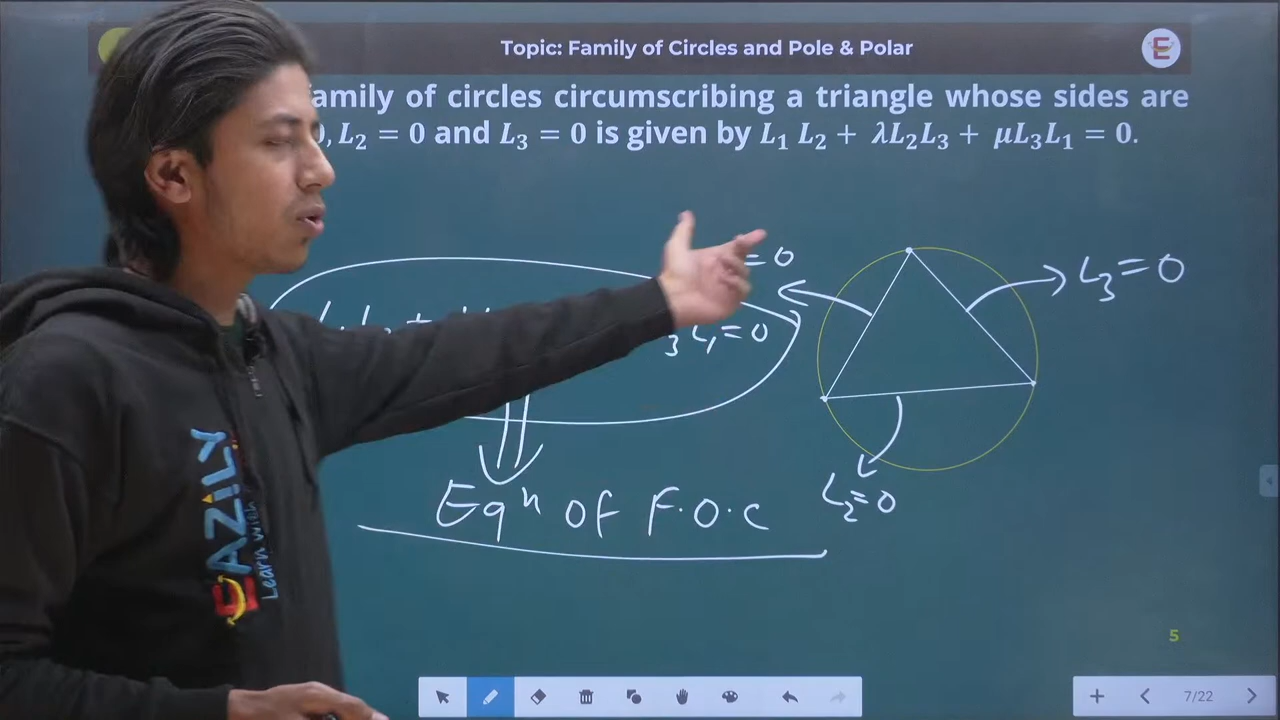 Topic: Family of Circles and Pole & Polar
E
amily of circles circumscribing a triangle whose sides are
, L₂ = 0 and L₃ = 0 is given by L₁ L₂ + λL₂L₃ + μL₃L₁ = 0.
= 0
L₃ = 0
₃ L₁ = 0
L₂ = 0
Eqⁿ of F.O.C
EAZILY
Learn with
5
7/22